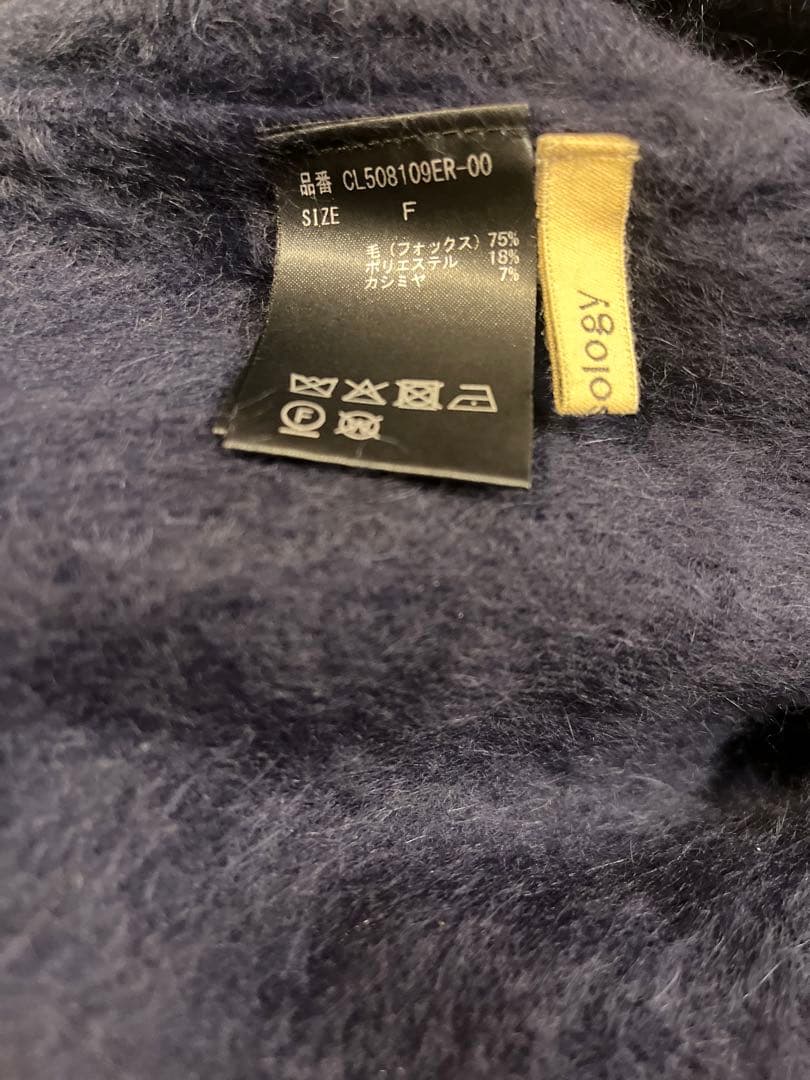 品番 CL508109ER-00
SIZE F
毛(フォックス) 75%
ポリエステル 18%
カシミヤ 7%
F
W
ology